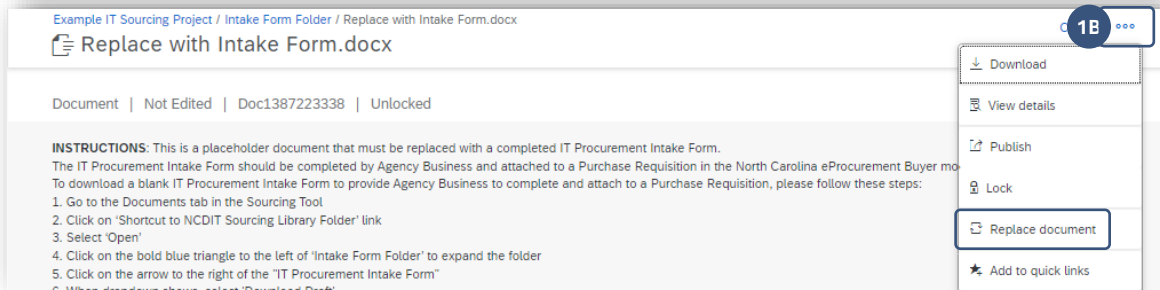 Example IT Sourcing Project / Intake Form Folder / Replace with Intake Form.docx
Replace with Intake Form.docx
1B
Document | Not Edited | Doc1387223338 | Unlocked
INSTRUCTIONS: This is a placeholder document that must be replaced with a completed IT Procurement Intake Form.
The IT Procurement Intake Form should be completed by Agency Business and attached to a Purchase Requisition in the North Carolina eProcurement Buyer mo
To download a blank IT Procurement Intake Form to provide Agency Business to complete and attach to a Purchase Requisition, please follow these steps:
1. Go to the Documents tab in the Sourcing Tool
2. Click on ‘Shortcut to NCDIT Sourcing Library Folder’ link
3. Select ‘Open’
4. Click on the bold blue triangle to the left of ‘Intake Form Folder’ to expand the folder
5. Click on the arrow to the right of the "IT Procurement Intake Form"
6. When dropdown shows, select 'Download Draft'
Download
View details
Publish
Lock
Replace document
Add to quick links